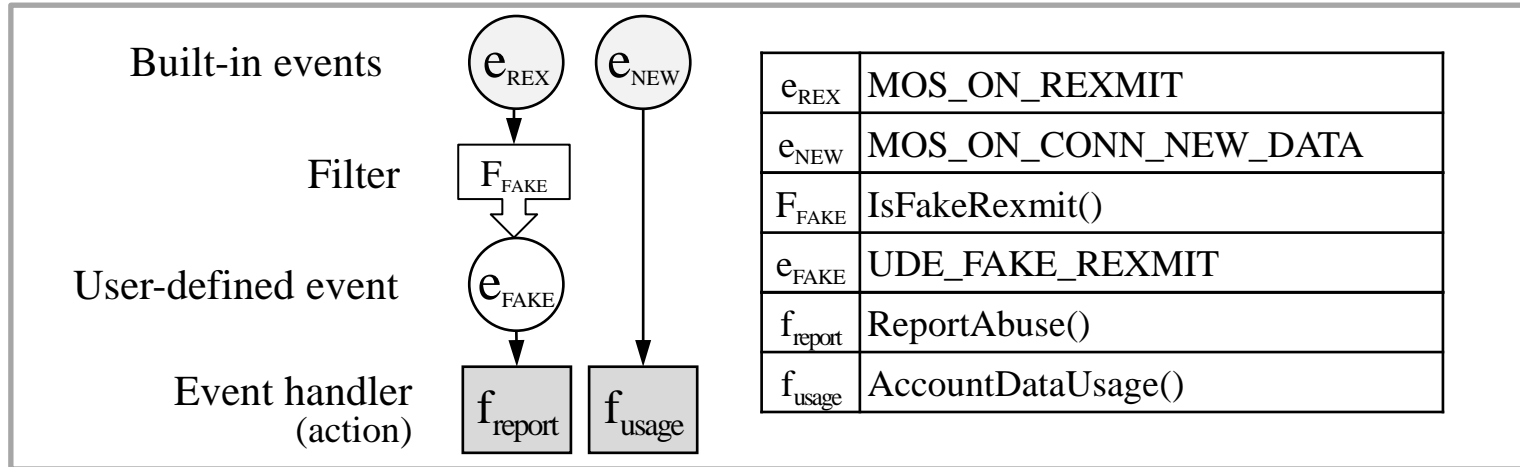 Built-in events
e_REX e_NEW
Filter
F_FAKE
User-defined event
e_FAKE
Event handler
(action)
f_report f_usage
e_REX MOS_ON_REXMIT
e_NEW MOS_ON_CONN_NEW_DATA
F_FAKE IsFakeRexmit()
e_FAKE UDE_FAKE_REXMIT
f_report ReportAbuse()
f_usage AccountDataUsage()